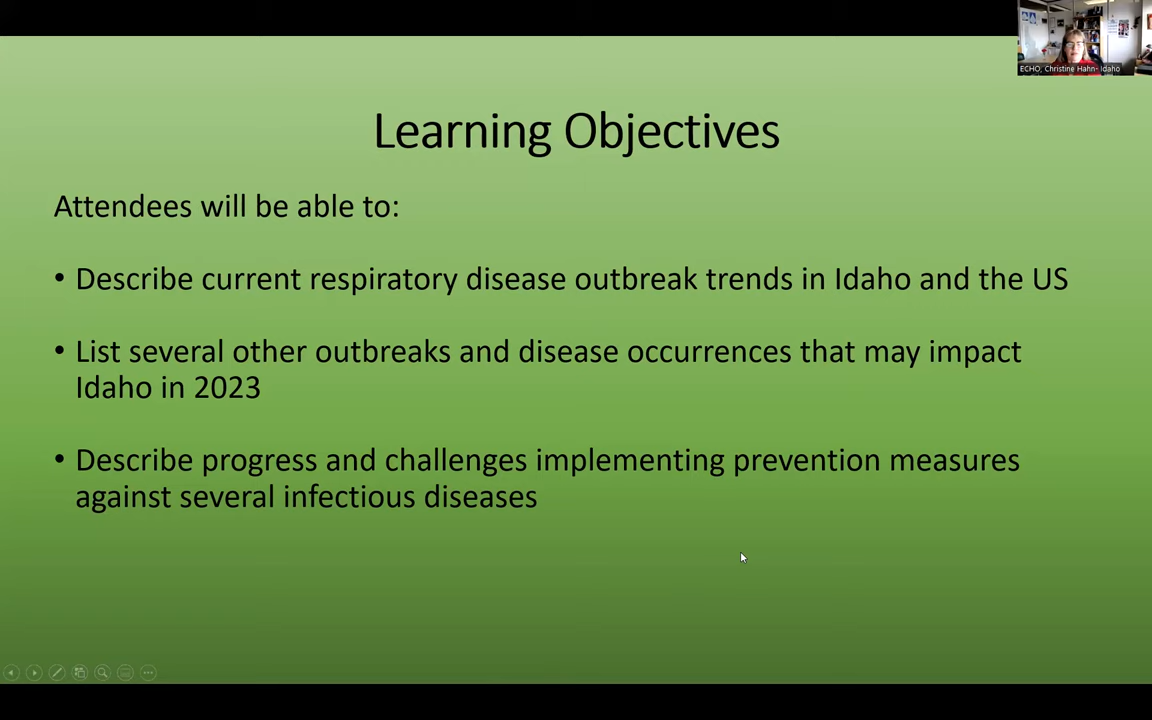 ECHO, Christine Hahn- Idaho
Learning Objectives
Attendees will be able to:
• Describe current respiratory disease outbreak trends in Idaho and the US
• List several other outbreaks and disease occurrences that may impact
Idaho in 2023
• Describe progress and challenges implementing prevention measures
against several infectious diseases